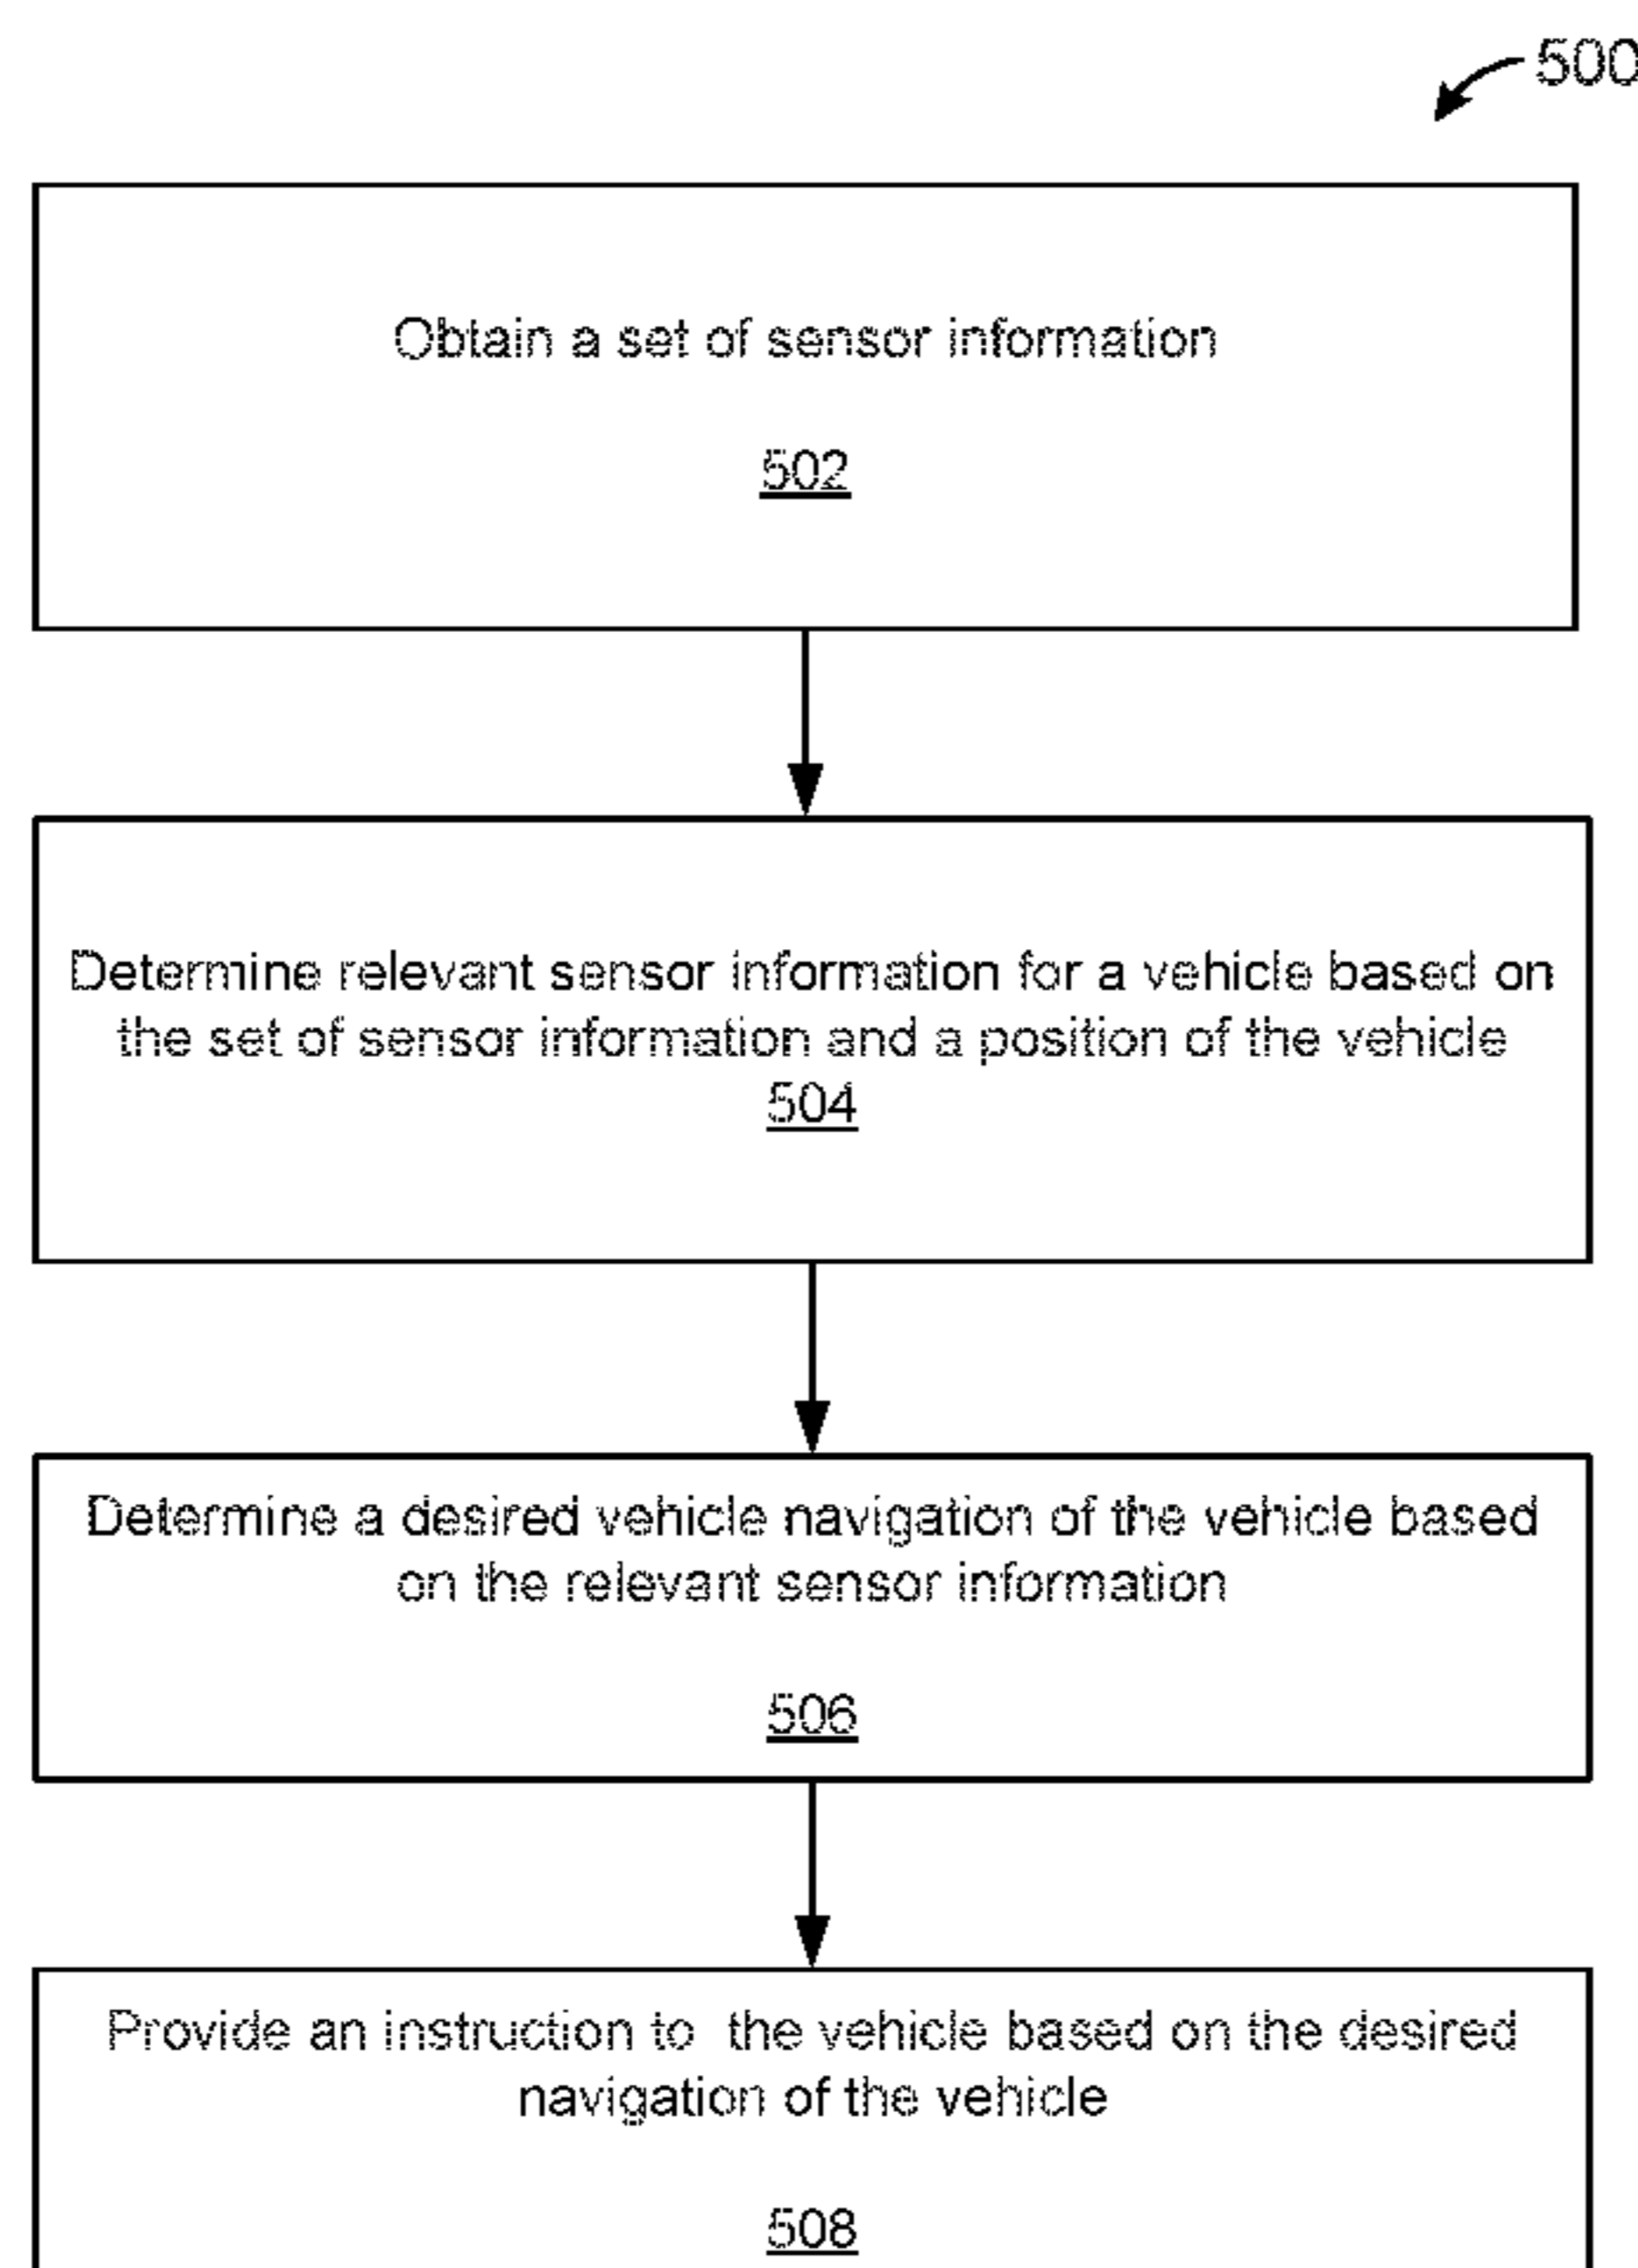 500
Obtain a set of sensor information
502
Determine relevant sensor information for a vehicle based on
the set of sensor information and a position of the vehicle
504
Determine a desired vehicle navigation of the vehicle based
on the relevant sensor information
506
Provide an instruction to the vehicle based on the desired
navigation of the vehicle
508